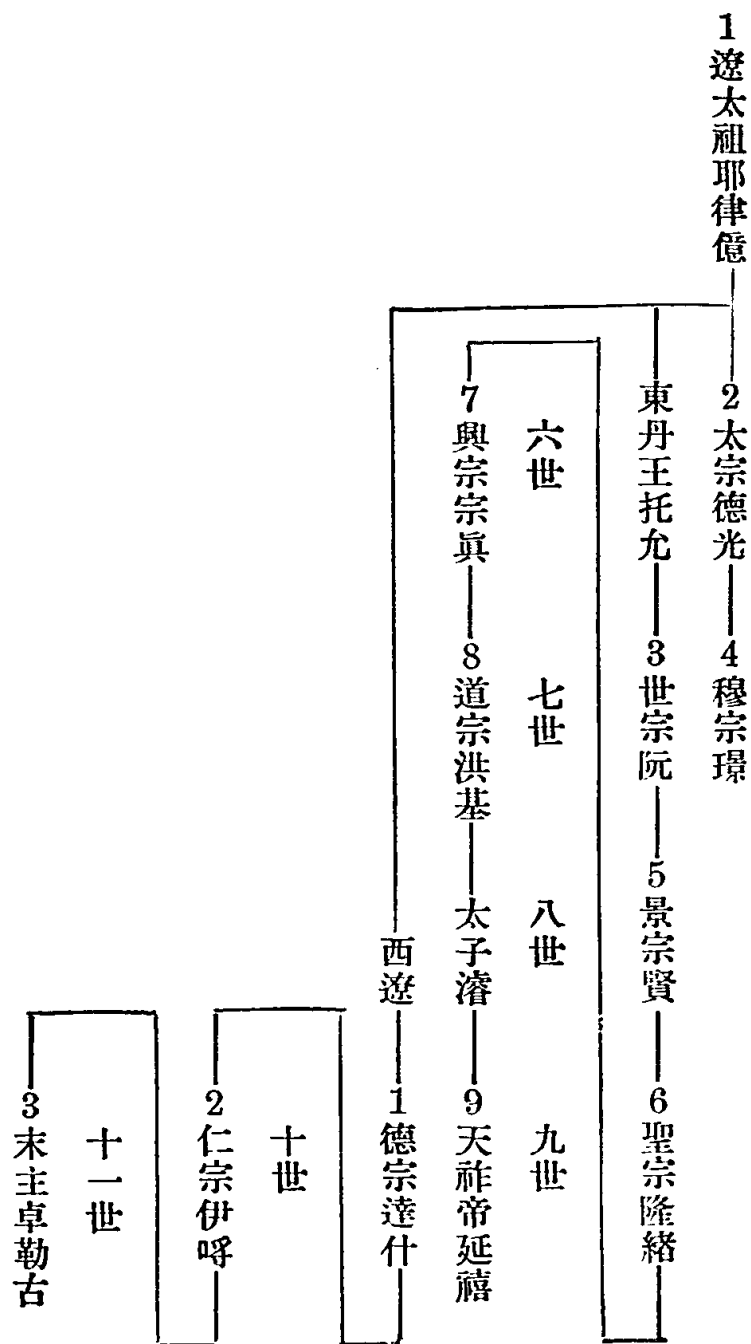 1遼太祖耶律億
2太宗德光
4穆宗璟
東丹王托允
3世宗阮
5景宗賢
6聖宗隆緒
六世
七世
八世
九世
7興宗宗眞
8道宗洪基
太子濬
9天祚帝延禧
西遼
1德宗達什
十世
2仁宗伊哷
十一世
3末主卓勒古